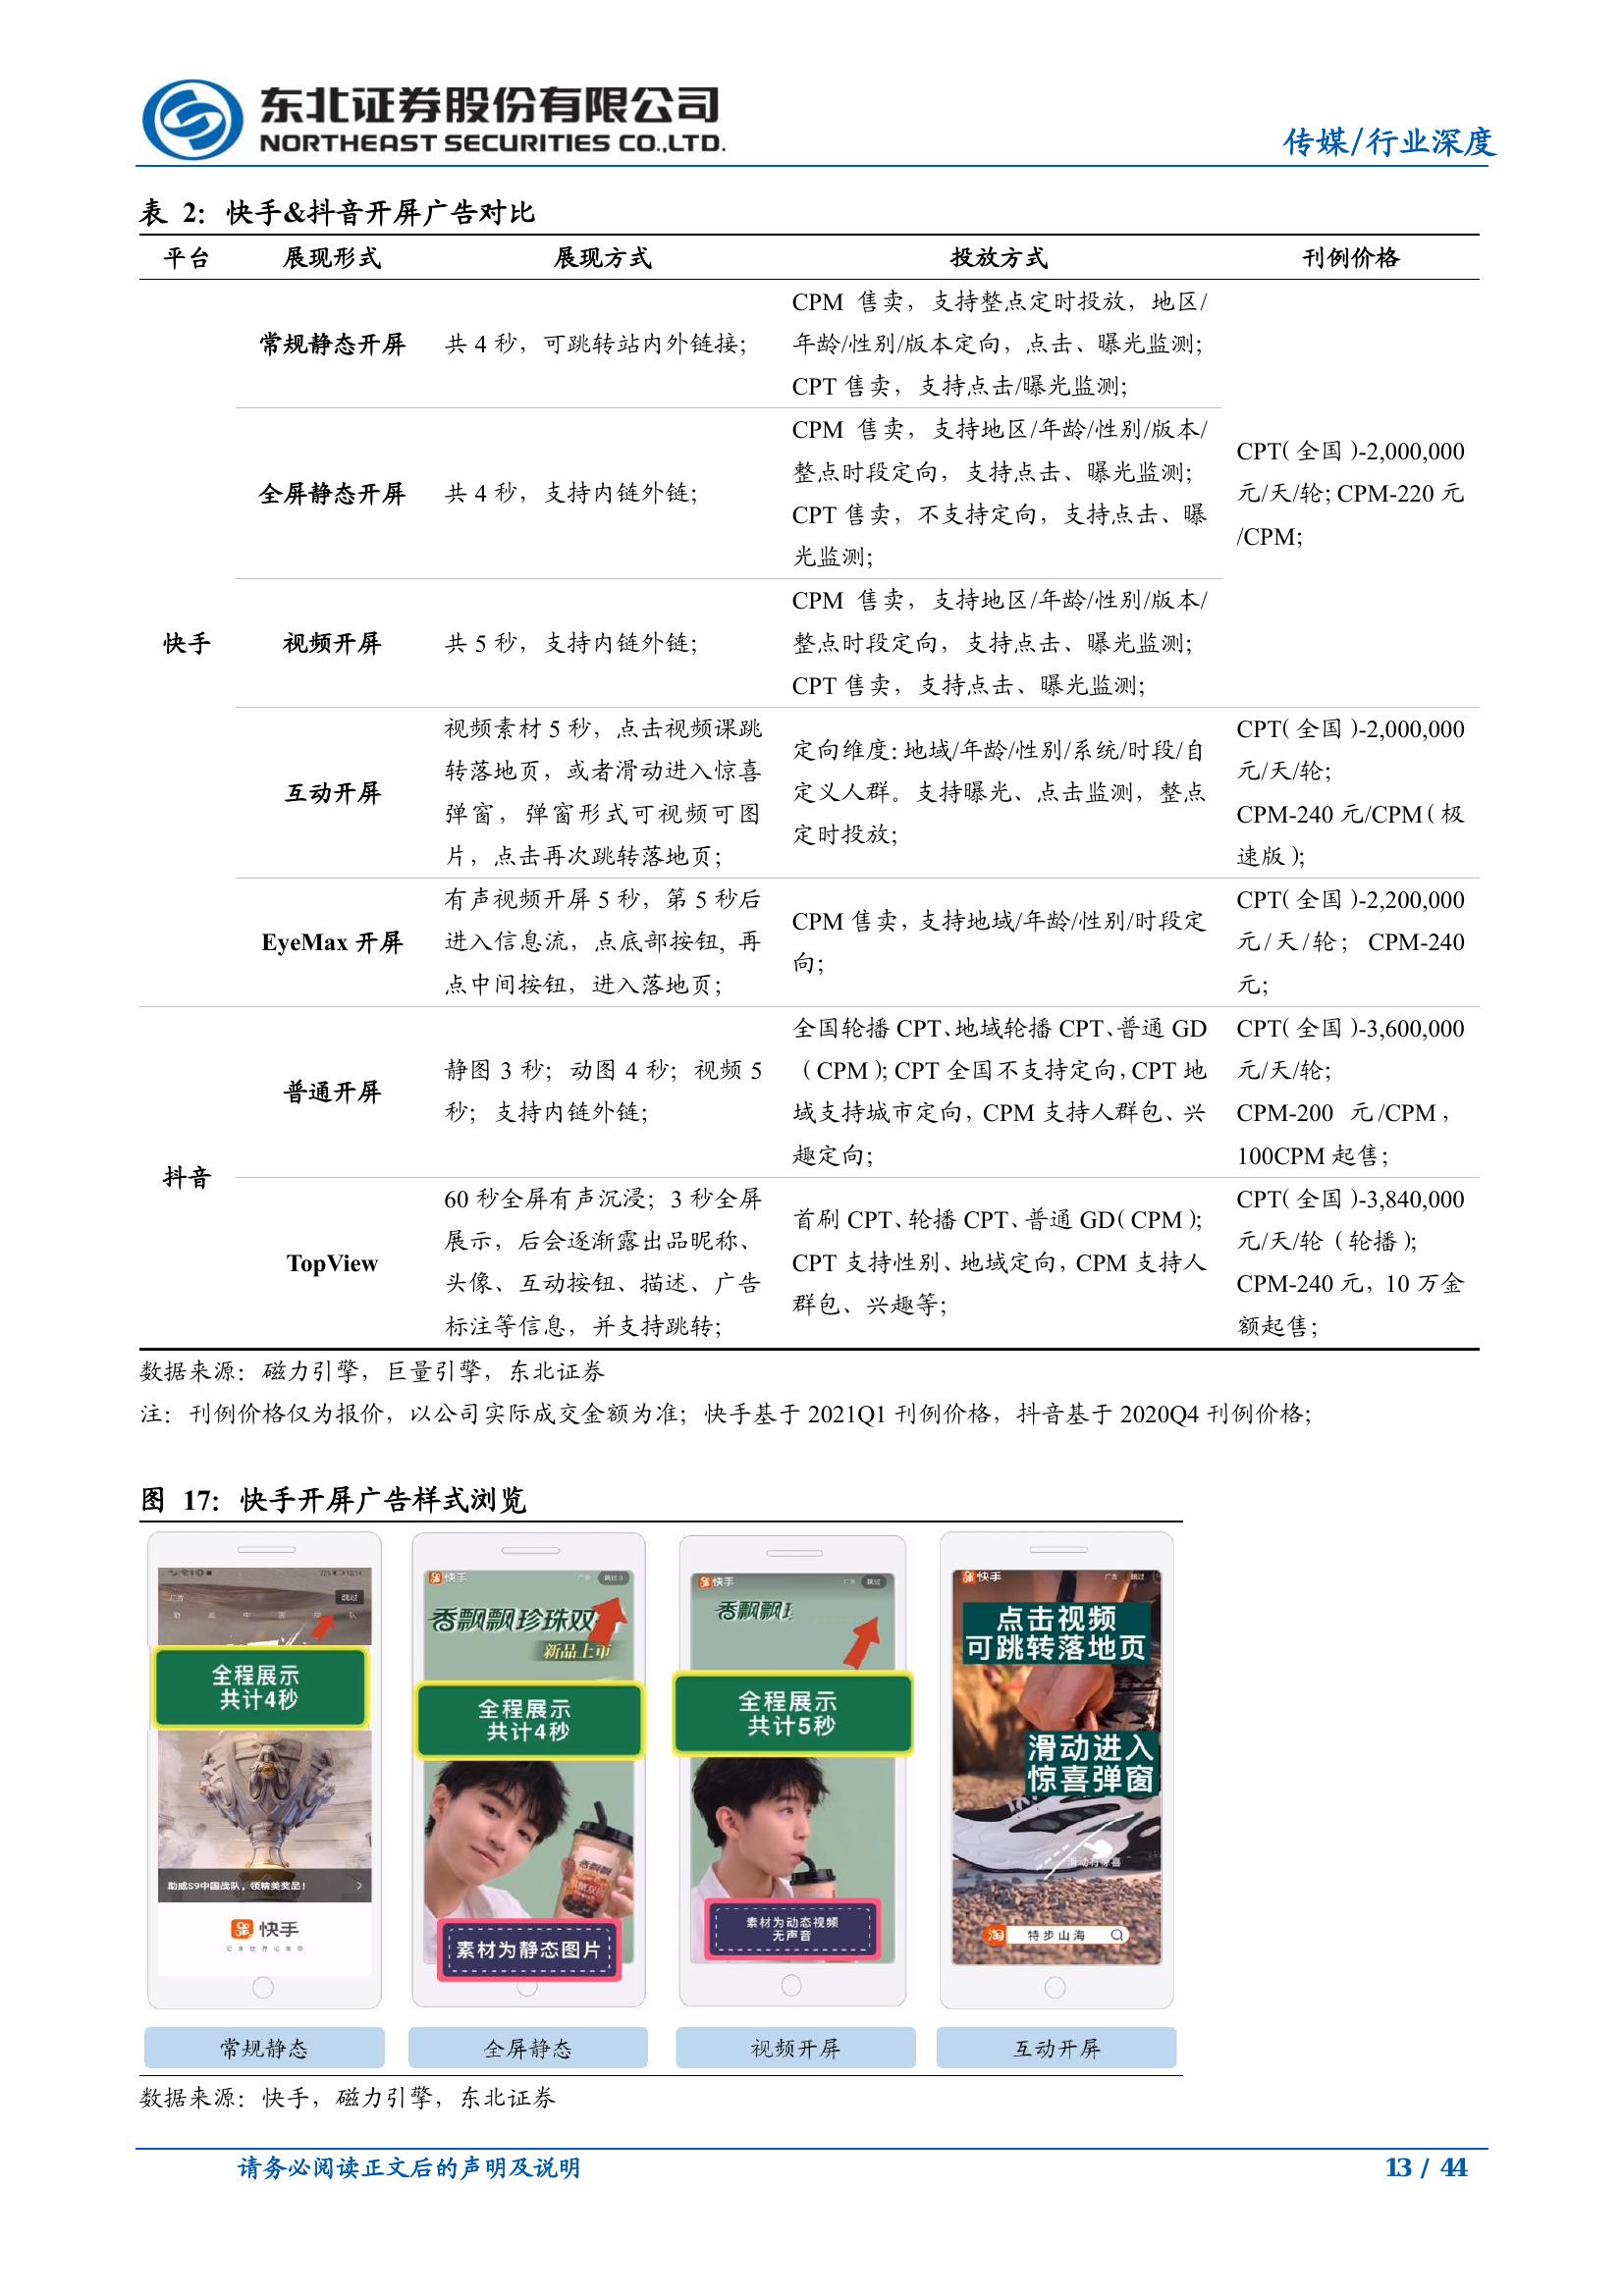 东北证券股份有限公司
NORTHEAST SECURITIES CO.,LTD.
传媒/行业深度
表 2：快手&抖音开屏广告对比
平台 展现形式 展现方式 投放方式 刊例价格
快手
常规静态开屏
共 4 秒，可跳转站内外链接；
CPM 售卖，支持整点定时投放，地区/
年龄/性别/版本定向，点击、曝光监测；
CPT 售卖，支持点击/曝光监测；
CPT（全国）-2,000,000
元/天/轮；CPM-220 元
/CPM；
全屏静态开屏
共 4 秒，支持内链外链；
CPM 售卖，支持地区/年龄/性别/版本/
整点时段定向，支持点击、曝光监测；
CPT 售卖，不支持定向，支持点击、曝
光监测；
视频开屏
共 5 秒，支持内链外链；
CPM 售卖，支持地区/年龄/性别/版本/
整点时段定向，支持点击、曝光监测；
CPT 售卖，支持点击、曝光监测；
互动开屏
视频素材 5 秒，点击视频课跳
转落地页，或者滑动进入惊喜
弹窗，弹窗形式可视频可图
片，点击再次跳转落地页；
定向维度：地域/年龄/性别/系统/时段/自
定义人群。支持曝光、点击监测，整点
定时投放；
CPT（全国）-2,000,000
元/天/轮；
CPM-240 元/CPM（极
速版）；
EyeMax 开屏
有声视频开屏 5 秒，第 5 秒后
进入信息流，点底部按钮, 再
点中间按钮，进入落地页；
CPM 售卖，支持地域/年龄/性别/时段定
向；
CPT（全国）-2,200,000
元/天/轮；CPM-240
元；
抖音
普通开屏
静图 3 秒；动图 4 秒；视频 5
秒；支持内链外链；
全国轮播 CPT、地域轮播 CPT、普通 GD
（CPM）；CPT 全国不支持定向，CPT 地
域支持城市定向，CPM 支持人群包、兴
趣定向；
CPT（全国）-3,600,000
元/天/轮；
CPM-200 元/CPM，
100CPM 起售；
TopView
60 秒全屏有声沉浸；3 秒全屏
展示，后会逐渐露出品昵称、
头像、互动按钮、描述、广告
标注等信息，并支持跳转；
首刷 CPT、轮播 CPT、普通 GD（CPM）；
CPT 支持性别、地域定向，CPM 支持人
群包、兴趣等；
CPT（全国）-3,840,000
元/天/轮（轮播）；
CPM-240 元，10 万金
额起售；
数据来源：磁力引擎，巨量引擎，东北证券
注：刊例价格仅为报价，以公司实际成交金额为准；快手基于 2021Q1 刊例价格，抖音基于 2020Q4 刊例价格；
图 17：快手开屏广告样式浏览
广告 跳过
全程展示
共计4秒
助威S9中国战队，领精美奖品！
快手
快手
广告 跳过
香飘飘珍珠双
新品上市
全程展示
共计4秒
香飘飘
素材为静态图片
快手
广告 跳过
香飘飘
全程展示
共计5秒
素材为动态视频
无声音
快手
广告 跳过
点击视频
可跳转落地页
滑动进入
惊喜弹窗
滑动有惊喜
淘 特步山海
常规静态
全屏静态
视频开屏
互动开屏
数据来源：快手，磁力引擎，东北证券
请务必阅读正文后的声明及说明
13 / 44